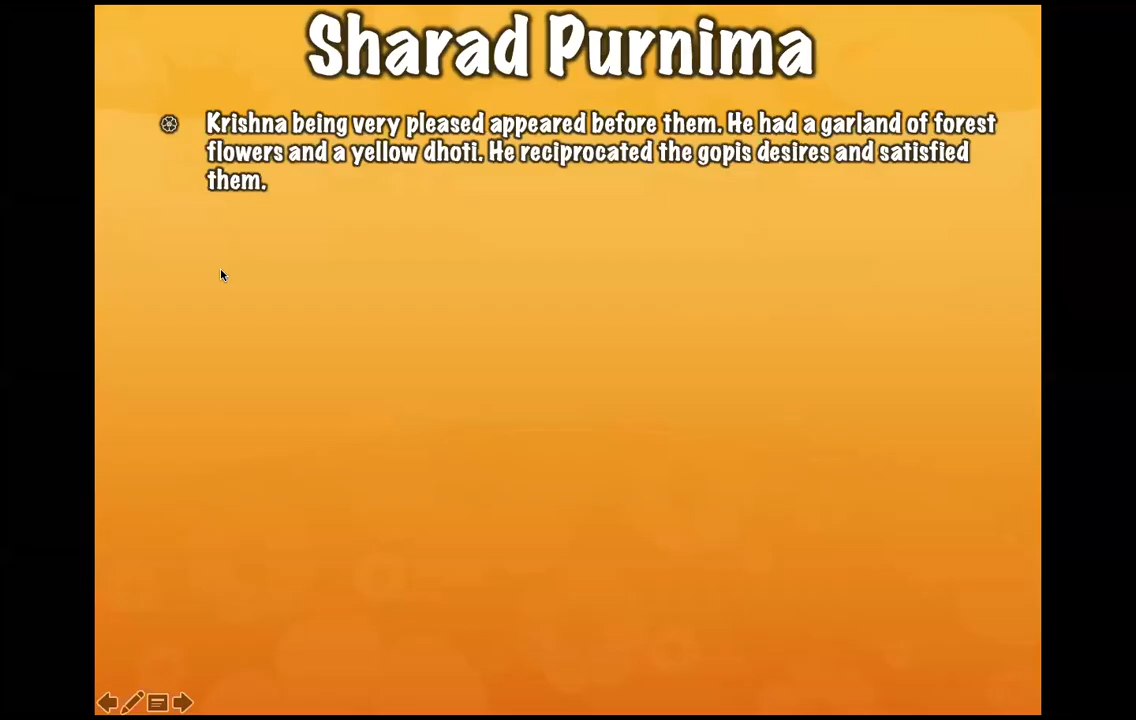 Sharad Purnima
Krishna being very pleased appeared before them. He had a garland of forest
flowers and a yellow dhoti. He reciprocated the gopis desires and satisfied
them.